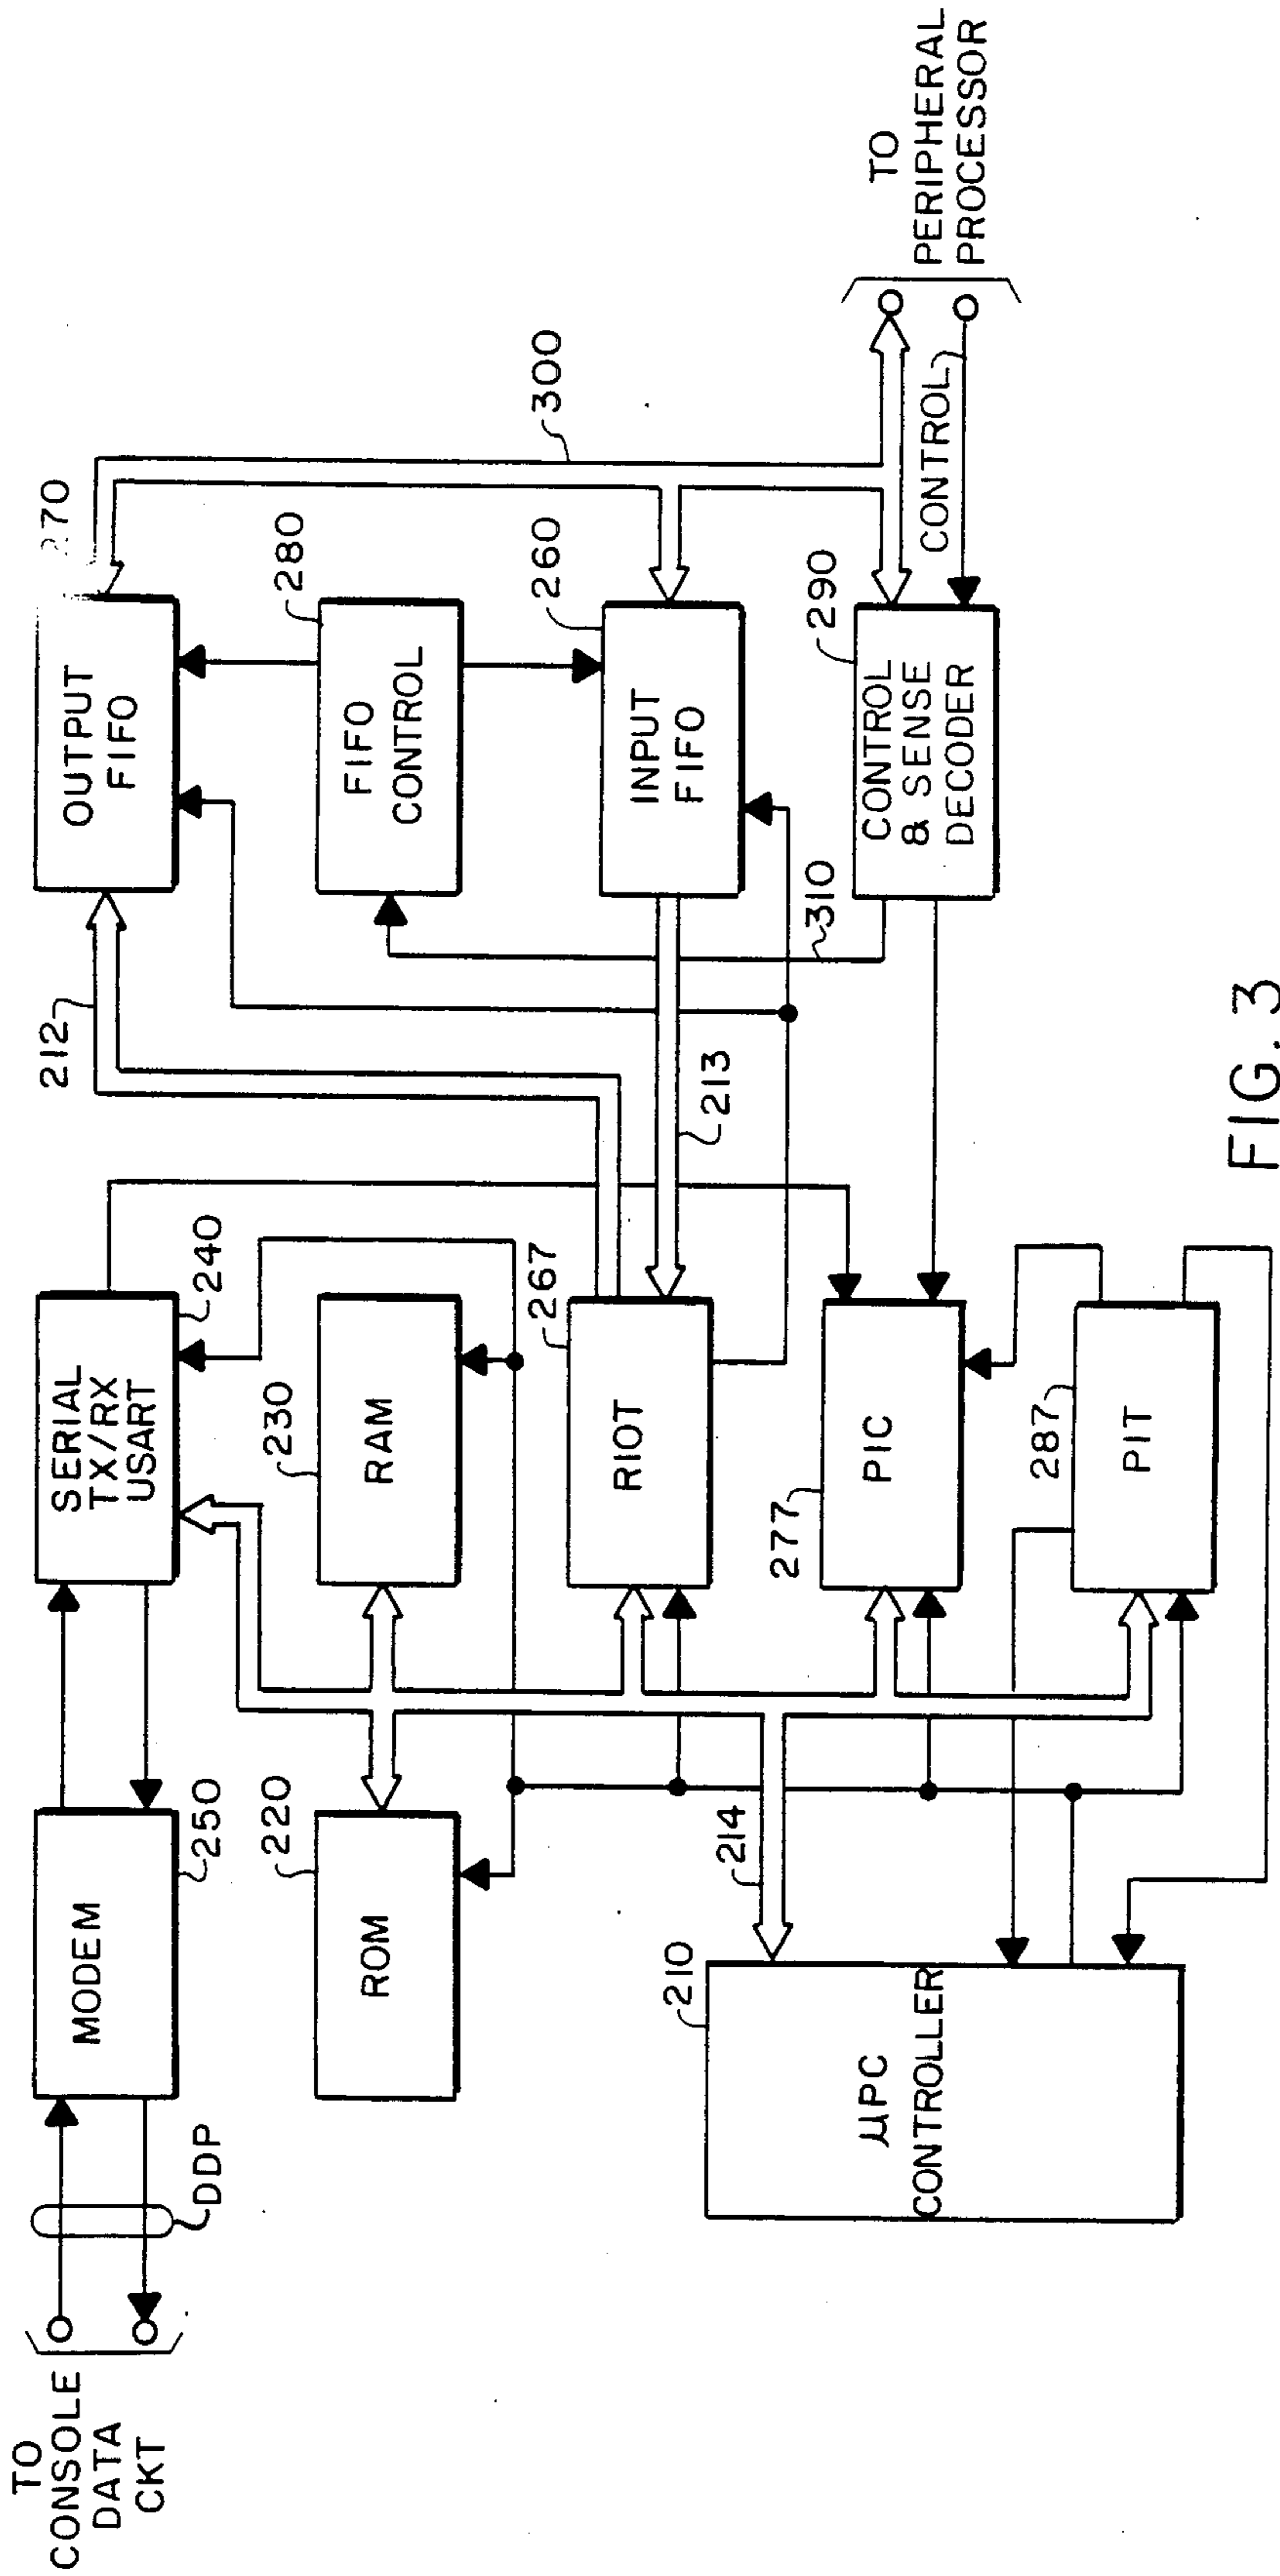 TO
CONSOLE
DATA
CKT
DDP
MODEM
250
SERIAL
TX/RX
USART
240
212
OUTPUT
FIFO
270
ROM
220
RAM
230
FIFO
CONTROL
280
300
RIOT
267
213
INPUT
FIFO
260
µPC
CONTROLLER
210
214
PIC
277
310
CONTROL
& SENSE
DECODER
290
CONTROL
TO
PERIPHERAL
PROCESSOR
PIT
287
FIG. 3